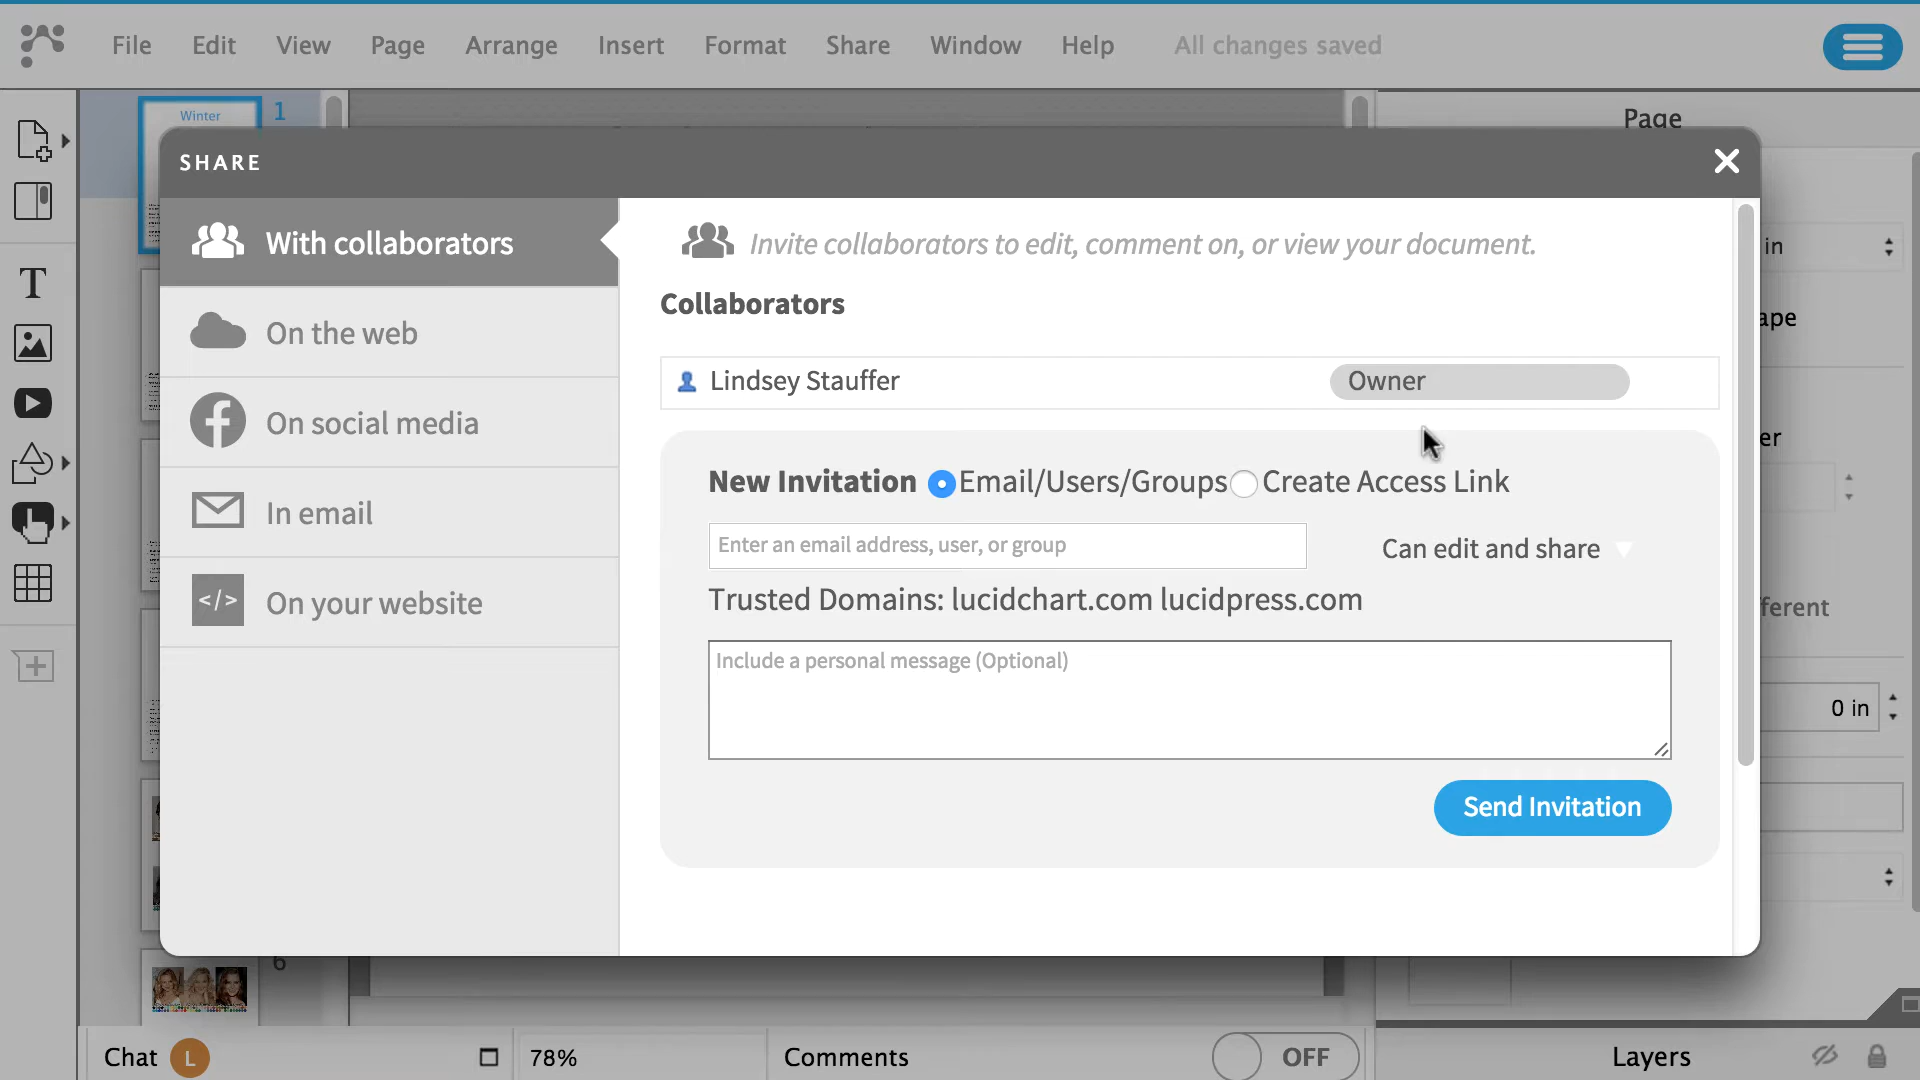 File Edit View Page Arrange Insert Format Share Window Help All changes saved
Winter 1
Page
SHARE
With collaborators
On the web
On social media
In email
</> On your website
Invite collaborators to edit, comment on, or view your document.
Collaborators
Lindsey Stauffer Owner
New Invitation Email/Users/Groups Create Access Link
Enter an email address, user, or group Can edit and share
Trusted Domains: lucidchart.com lucidpress.com
Include a personal message (Optional)
Send Invitation
T
in
0 in
6
Chat L 78% Comments OFF Layers